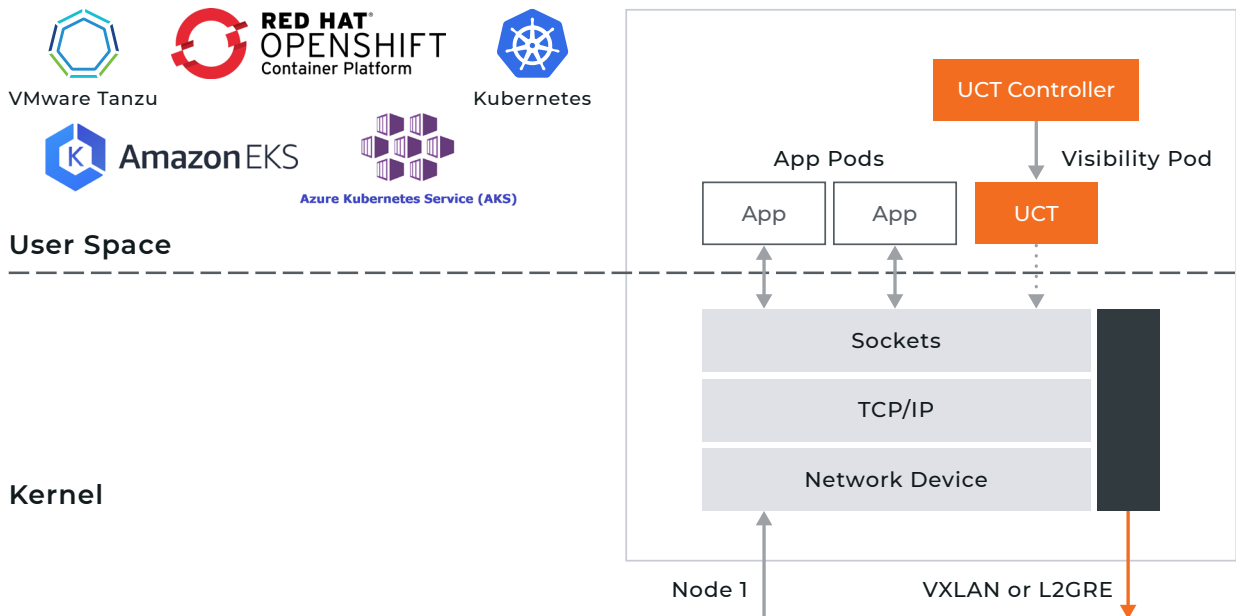 VMware Tanzu
RED HAT®
OPENSHIFT
Container Platform
Kubernetes
K
Amazon EKS
Azure Kubernetes Service (AKS)
User Space
Kernel
UCT Controller
App Pods
Visibility Pod
App
App
UCT
Sockets
TCP/IP
Network Device
Node 1
VXLAN or L2GRE